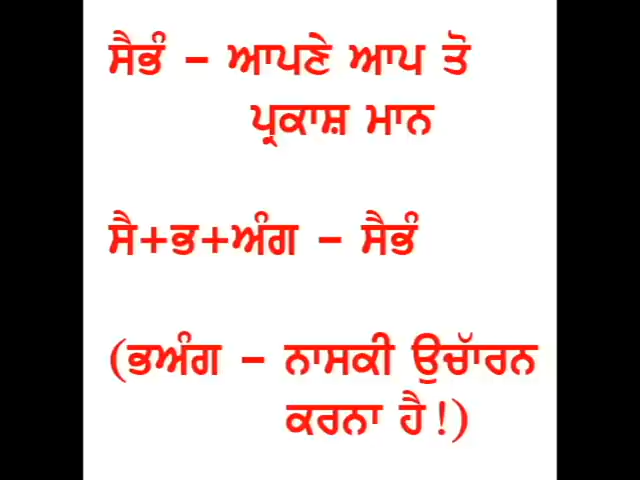 ਸੈਭੰ - ਆਪਣੇ ਆਪ ਤੋ
ਪ੍ਰਕਾਸ਼ ਮਾਨ
ਸੈ+ਭ+ਅੰਗ - ਸੈਭੰ
(ਭਅੰਗ - ਨਾਸਕੀ ਉਚਾੱਰਨ
ਕਰਨਾ ਹੈ!)